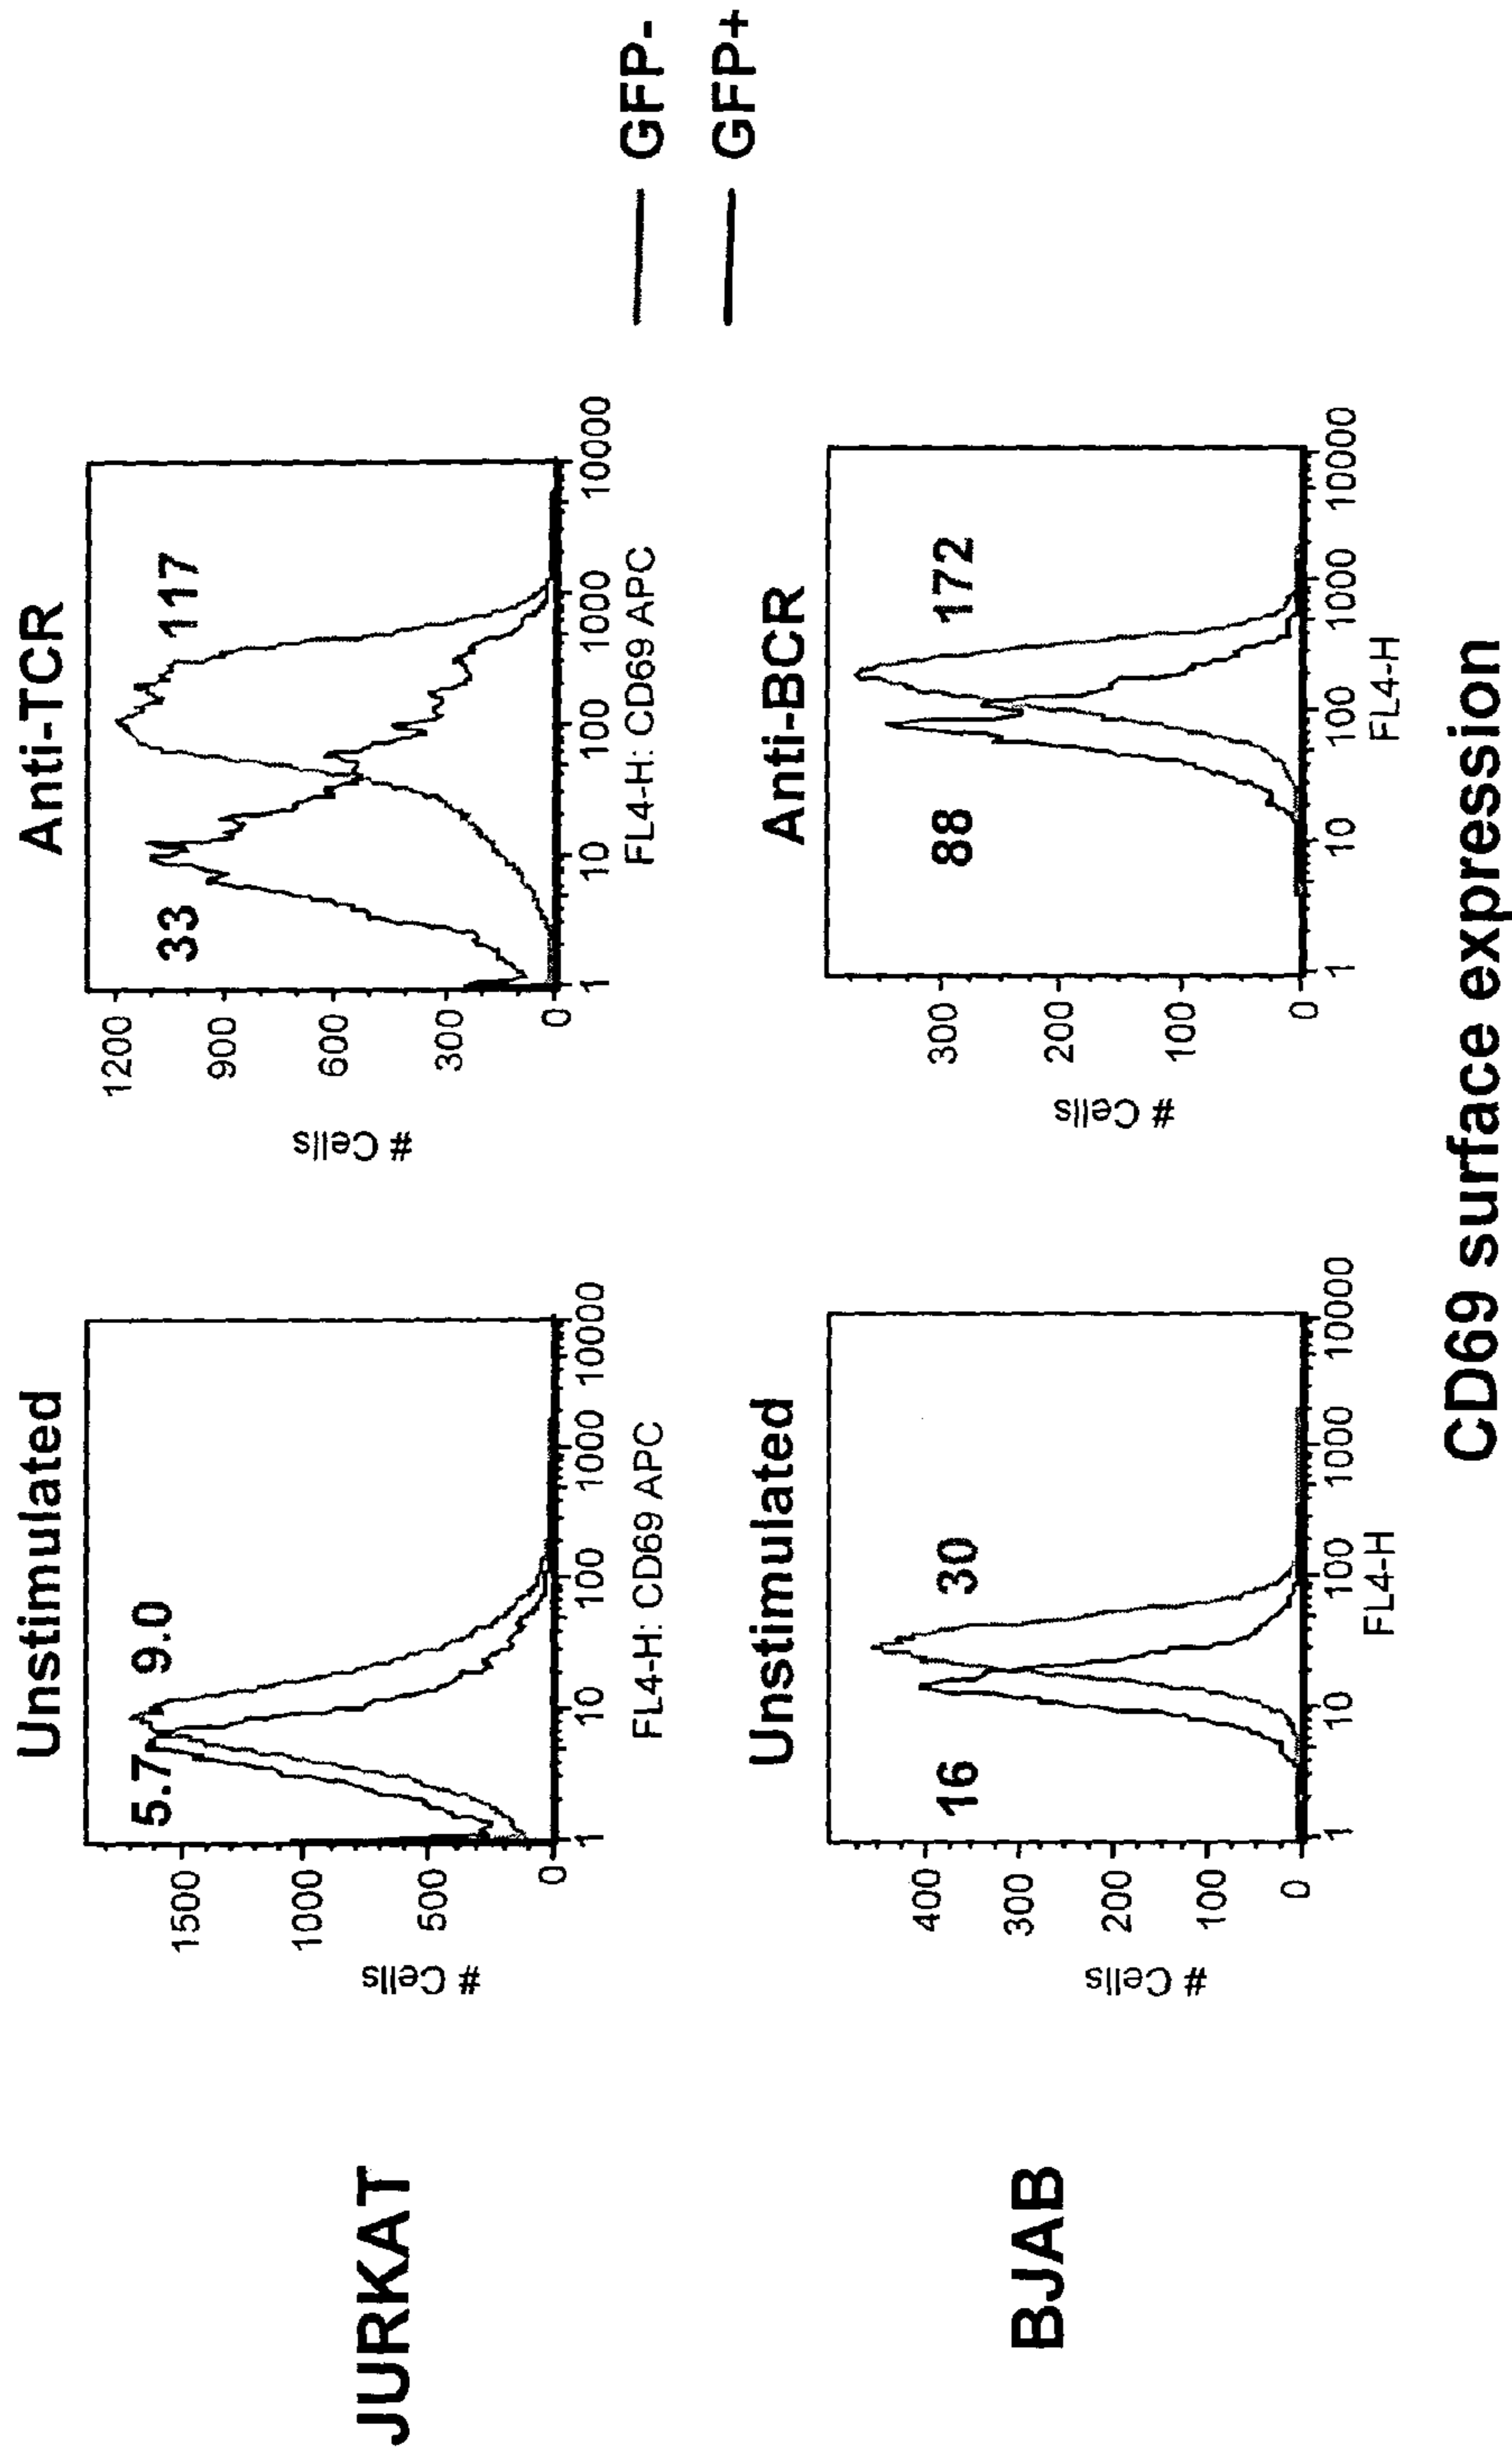 JURKAT
Unstimulated
5.7 9.0
# Cells
1500
1000
500
0
1 10 100 1000 10000
FL4-H: CD69 APC
Anti-TCR
33 117
# Cells
1200
900
600
300
0
1 10 100 1000 10000
FL4-H: CD69 APC
GFP-
GFP+
BJAB
Unstimulated
16 30
# Cells
400
300
200
100
0
1 10 100 1000 10000
FL4-H
Anti-BCR
88 172
# Cells
300
200
100
0
1 10 100 1000 10000
FL4-H
CD69 surface expression